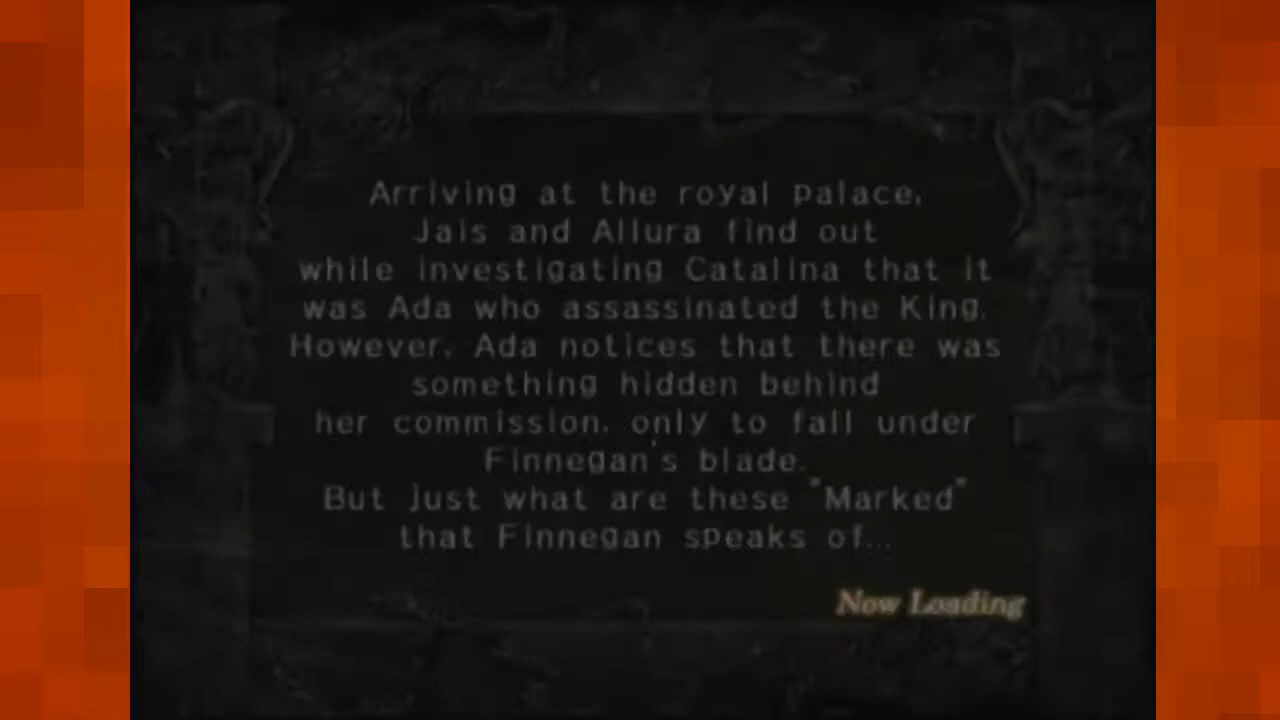 Arriving at the royal palace,
Jais and Allura find out
while investigating Catalina that it
was Ada who assassinated the King.
However, Ada notices that there was
something hidden behind
her commission, only to fall under
Finnegan's blade.
But just what are these "Marked"
that Finnegan speaks of...
Now Loading